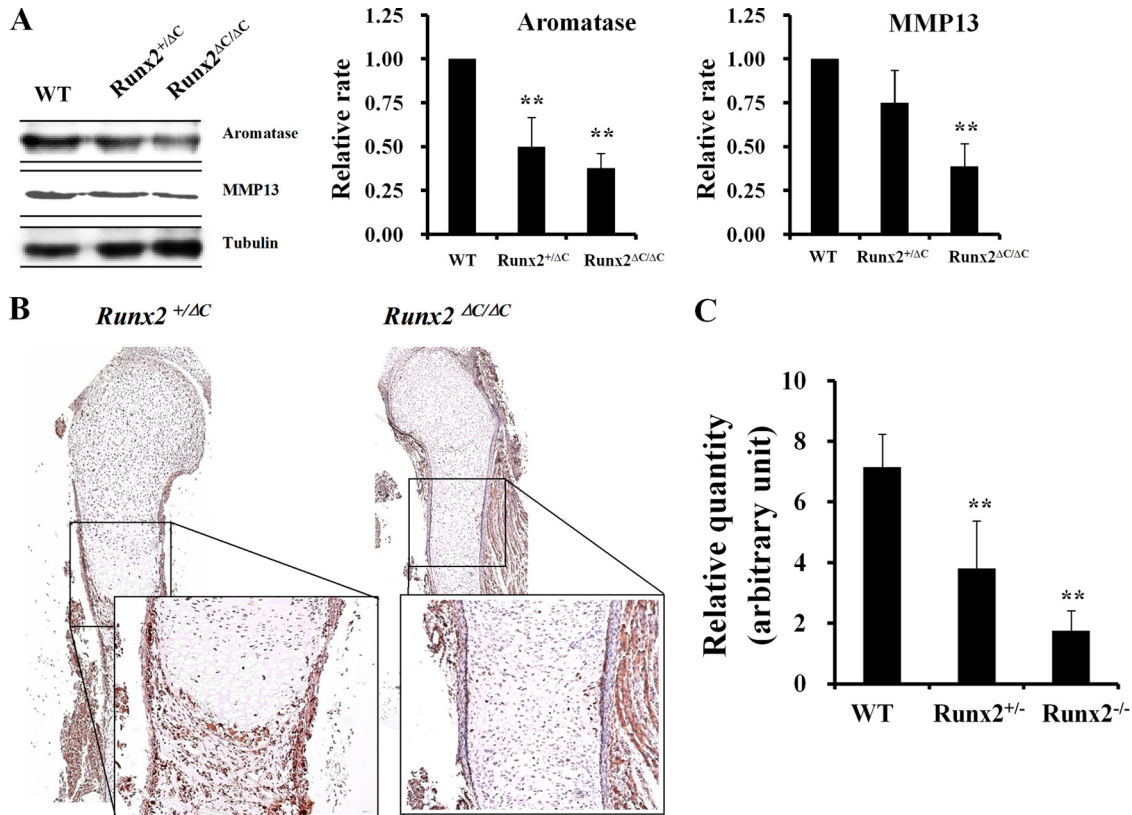 A
WT
Runx2+/ΔC
Runx2ΔC/ΔC
Aromatase
MMP13
Tubulin
Aromatase
Relative rate
1.25
1.00
0.75
0.50
0.25
0.00
**
**
WT
Runx2+/ΔC
Runx2ΔC/ΔC
MMP13
Relative rate
1.25
1.00
0.75
0.50
0.25
0.00
**
WT
Runx2+/ΔC
Runx2ΔC/ΔC
B
Runx2 +/ΔC
Runx2 ΔC/ΔC
C
Relative quantity
(arbitrary unit)
10
8
6
4
2
0
**
**
WT
Runx2+/-
Runx2-/-